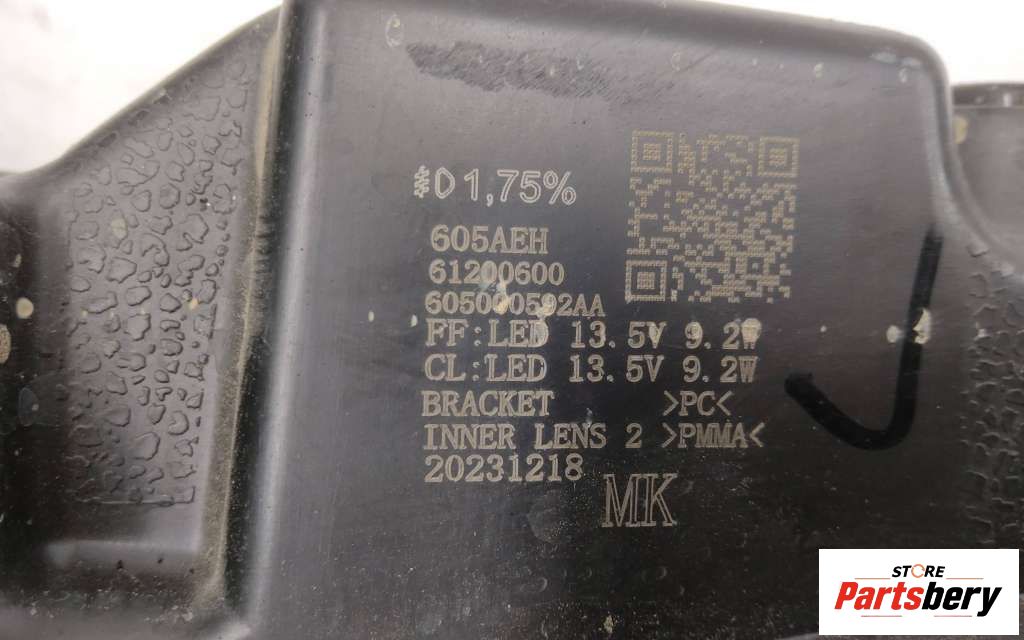 D 1,75%
605AEH
61200600
605000592AA
FF:LED 13.5V 9.2W
CL:LED 13.5V 9.2W
BRACKET >PC<
INNER LENS 2 >PMMA<
20231218
MK
STORE
Partsbery